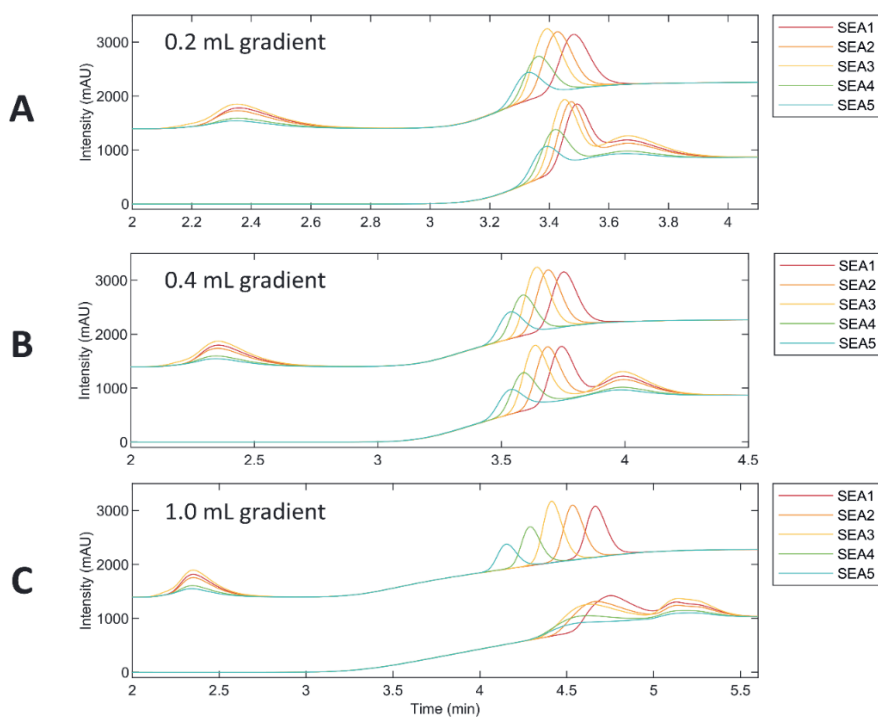 A
0.2 mL gradient
Intensity (mAU)
3000
2000
1000
0
2 2.2 2.4 2.6 2.8 3 3.2 3.4 3.6 3.8 4
SEA1
SEA2
SEA3
SEA4
SEA5
B
0.4 mL gradient
Intensity (mAU)
3000
2000
1000
0
2 2.5 3 3.5 4 4.5
SEA1
SEA2
SEA3
SEA4
SEA5
C
1.0 mL gradient
Intensity (mAU)
3000
2000
1000
0
2 2.5 3 3.5 4 4.5 5 5.5
Time (min)
SEA1
SEA2
SEA3
SEA4
SEA5